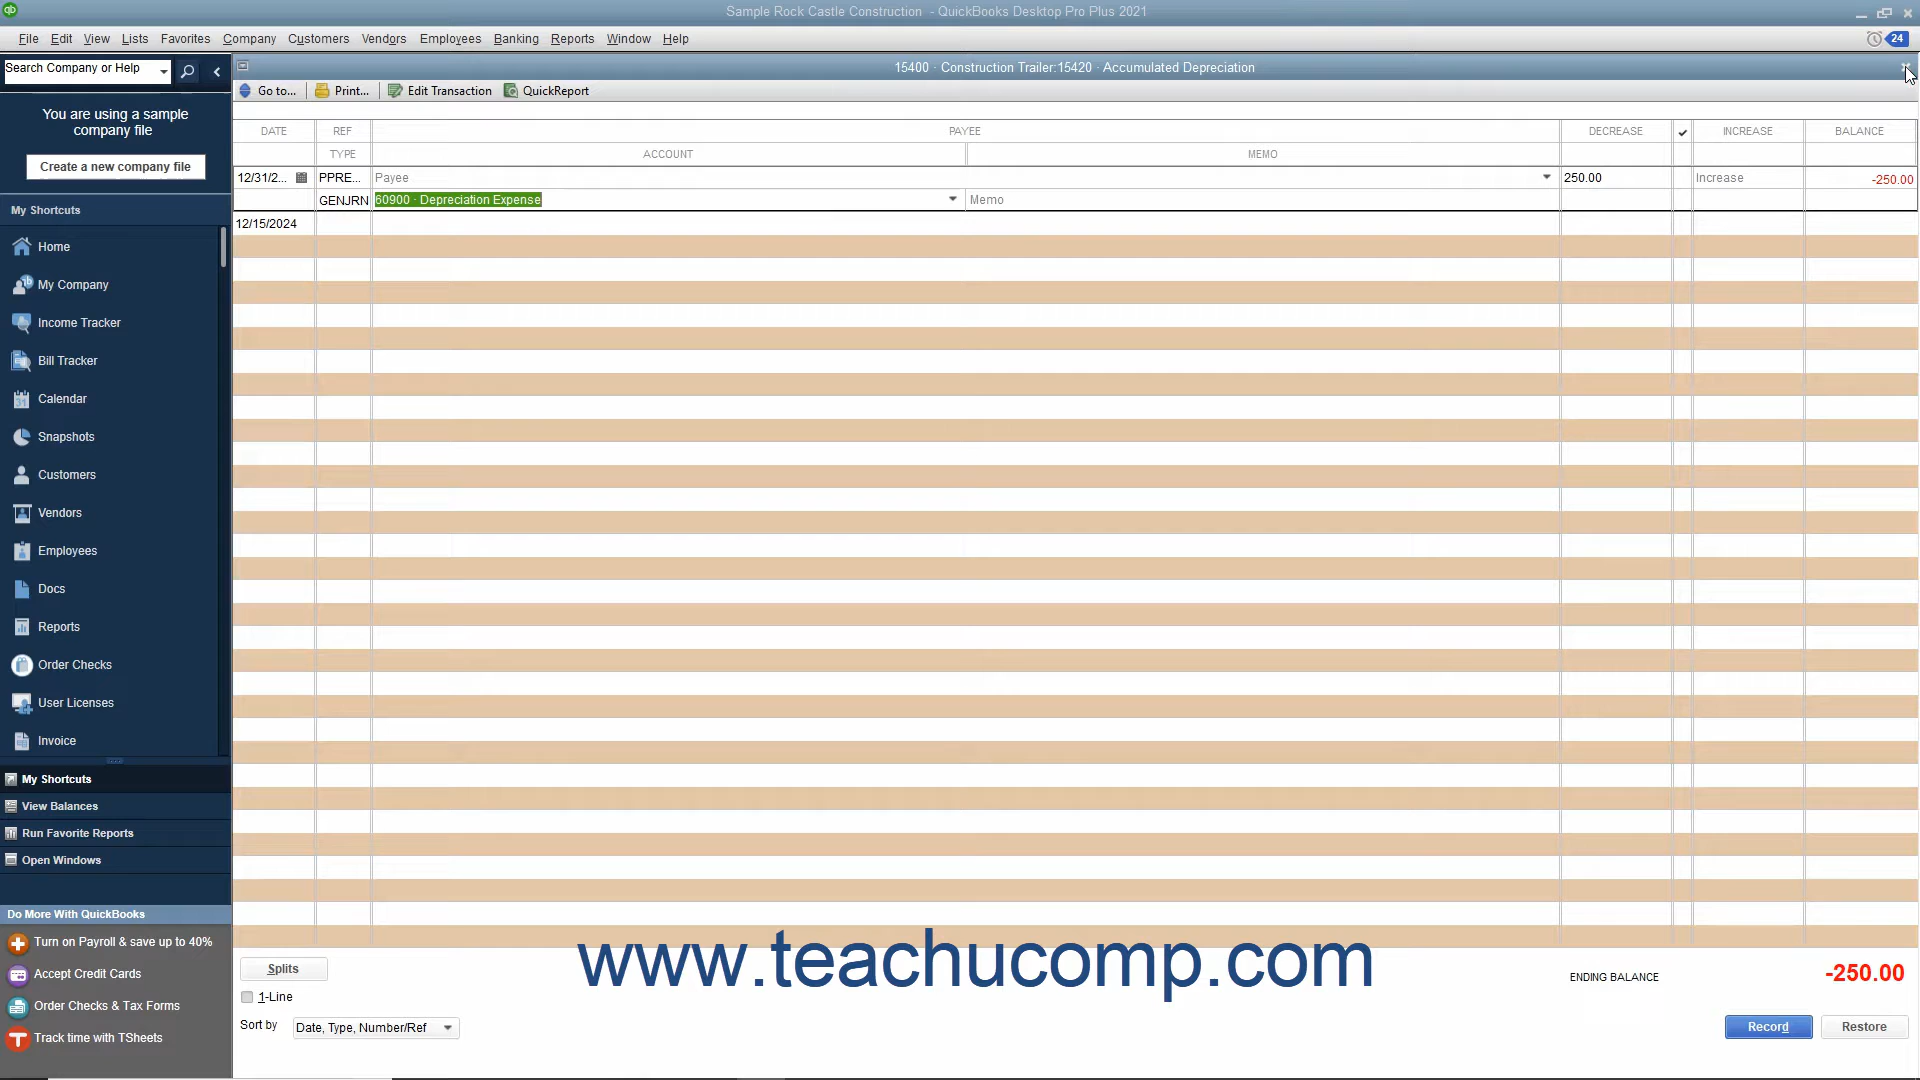 Sample Rock Castle Construction - QuickBooks Desktop Pro Plus 2021
File Edit View Lists Favorites Company Customers Vendors Employees Banking Reports Window Help
24
Search Company or Help
15400 · Construction Trailer:15420 · Accumulated Depreciation
Go to... Print... Edit Transaction QuickReport
You are using a sample
company file
Create a new company file
DATE REF PAYEE DECREASE ✓ INCREASE BALANCE
TYPE ACCOUNT MEMO
12/31/2... PPRE... Payee 250.00 Increase -250.00
GENJRN 60900 · Depreciation Expense Memo
12/15/2024
My Shortcuts
Home
My Company
Income Tracker
Bill Tracker
31 Calendar
Snapshots
Customers
Vendors
Employees
Docs
Reports
Order Checks
User Licenses
Invoice
My Shortcuts
View Balances
Run Favorite Reports
Open Windows
Do More With QuickBooks
Turn on Payroll & save up to 40%
Accept Credit Cards
Order Checks & Tax Forms
Track time with TSheets
www.teachucomp.com
Splits
1-Line
Sort by Date, Type, Number/Ref
ENDING BALANCE -250.00
Record Restore